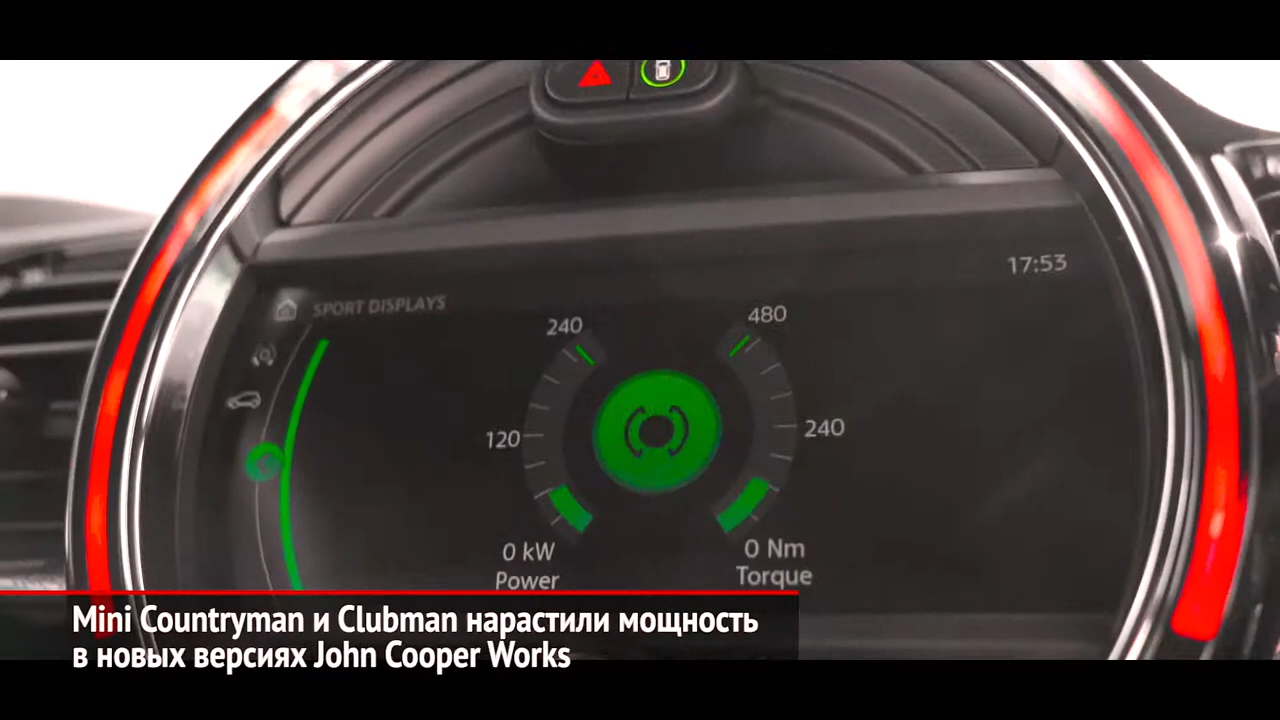 17:53
SPORT DISPLAYS
240
480
120
240
0 kW
Power
0 Nm
Torque
Mini Countryman и Clubman нарастили мощность
в новых версиях John Cooper Works